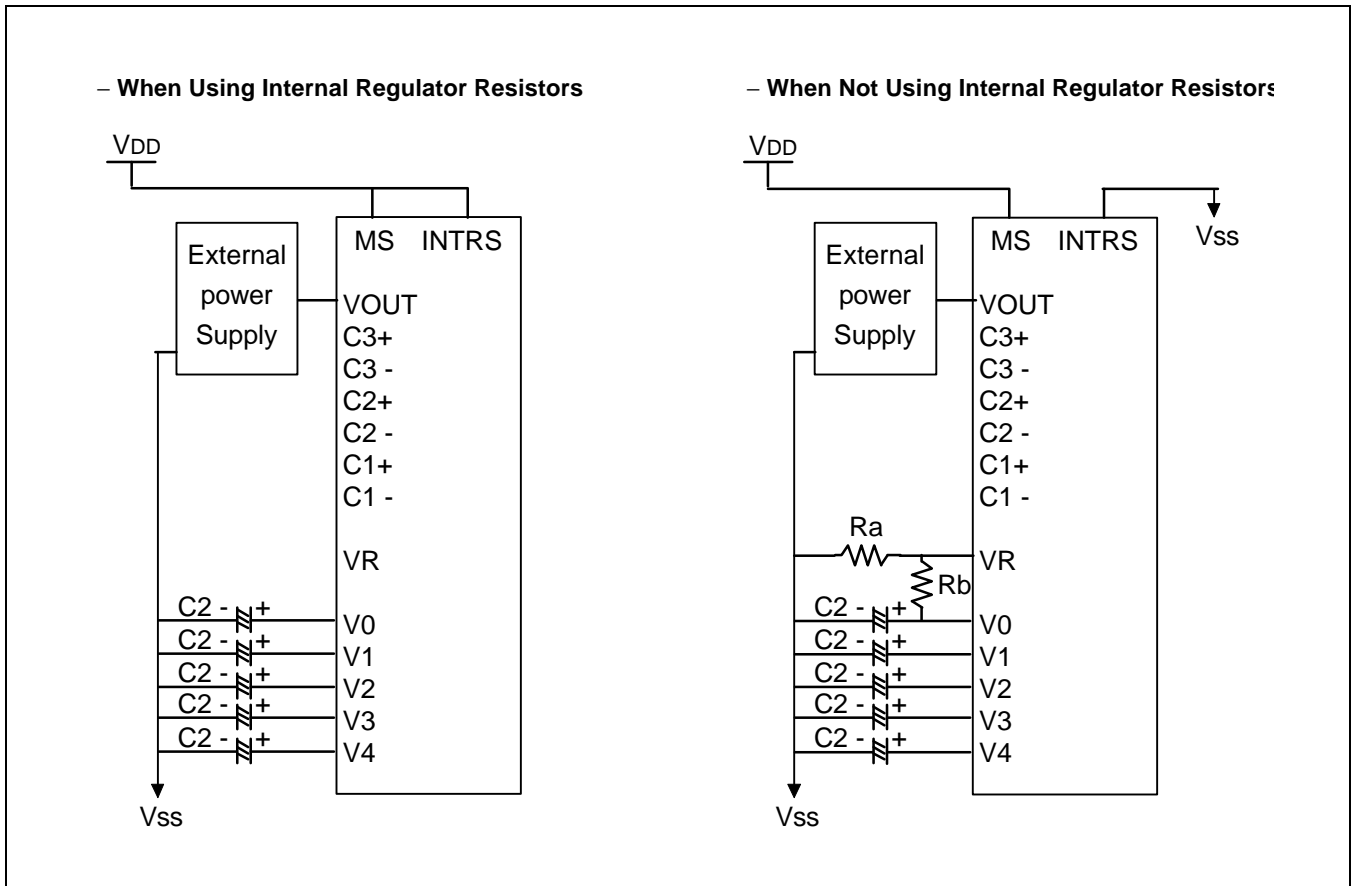 – When Using Internal Regulator Resistors
VDD
MS INTRS
External
power
Supply
VOUT
C3+
C3 -
C2+
C2 -
C1+
C1 -
VR
C2 - + V0
C2 - + V1
C2 - + V2
C2 - + V3
C2 - + V4
Vss
– When Not Using Internal Regulator Resistors
VDD
MS INTRS
Vss
External
power
Supply
VOUT
C3+
C3 -
C2+
C2 -
C1+
C1 -
Ra
VR
Rb
C2 - + V0
C2 - + V1
C2 - + V2
C2 - + V3
C2 - + V4
Vss